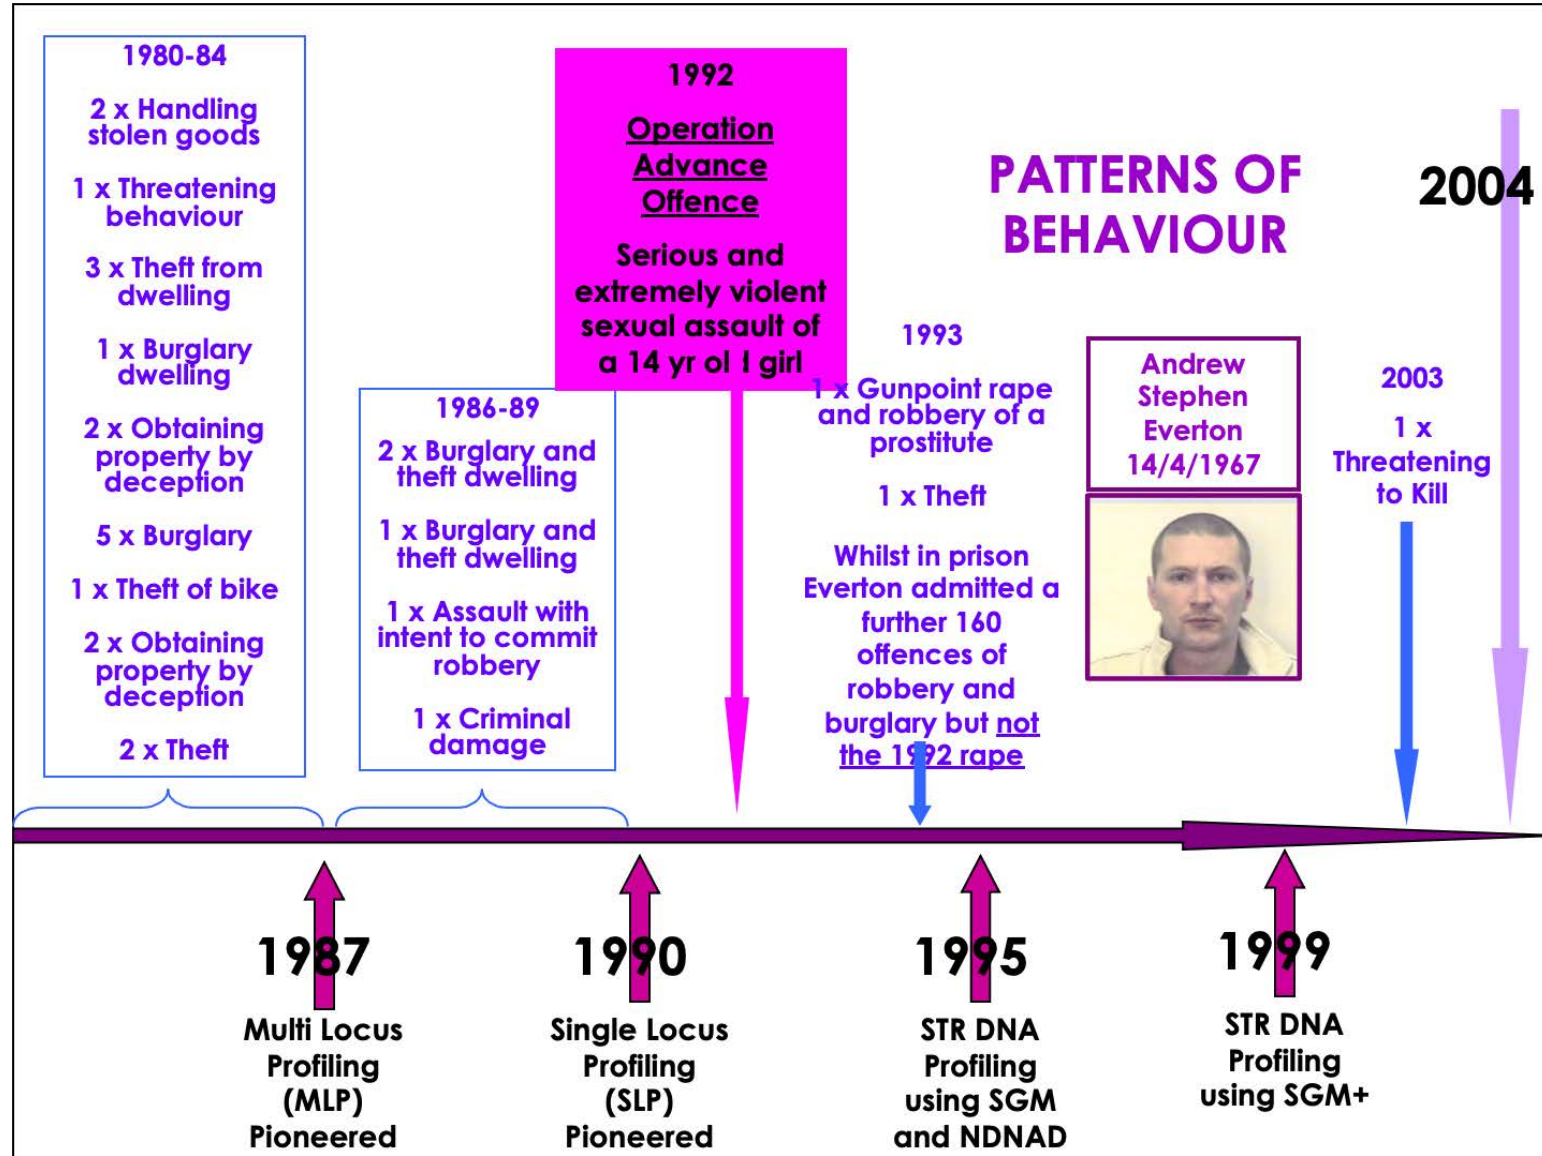 1980-84
2 x Handling
stolen goods
1 x Threatening
behaviour
3 x Theft from
dwelling
1 x Burglary
dwelling
2 x Obtaining
property by
deception
5 x Burglary
1 x Theft of bike
2 x Obtaining
property by
deception
2 x Theft
1986-89
2 x Burglary and
theft dwelling
1 x Burglary and
theft dwelling
1 x Assault with
intent to commit
robbery
1 x Criminal
damage
1992
Operation
Advance
Offence
Serious and
extremely violent
sexual assault of
a 14 yr old girl
PATTERNS OF
BEHAVIOUR
1993
1 x Gunpoint rape
and robbery of a
prostitute
1 x Theft
Whilst in prison
Everton admitted a
further 160
offences of
robbery and
burglary but not
the 1992 rape
Andrew
Stephen
Everton
14/4/1967
2003
1 x
Threatening
to Kill
2004
1987
Multi Locus
Profiling
(MLP)
Pioneered
1990
Single Locus
Profiling
(SLP)
Pioneered
1995
STR DNA
Profiling
using SGM
and NDNAD
1999
STR DNA
Profiling
using SGM+